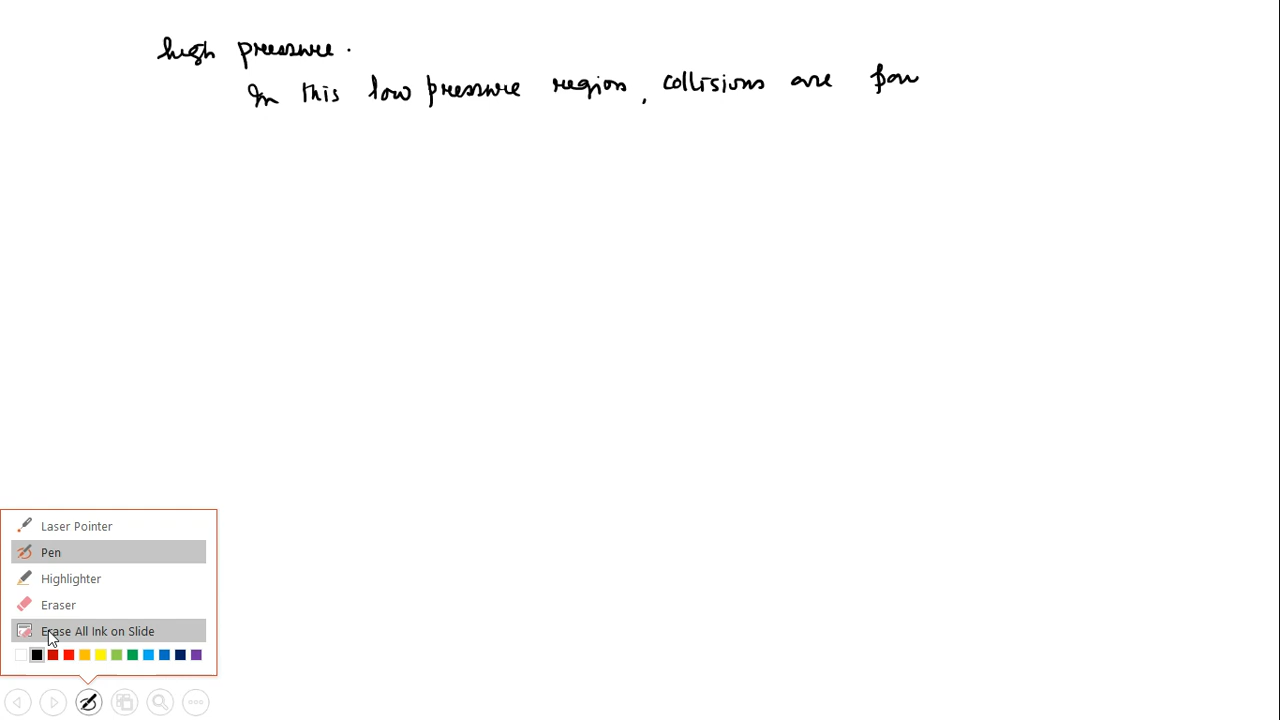 high pressure.
In this low pressure region, collisions are
Laser Pointer
Pen
Highlighter
Eraser
Erase All Ink on Slide